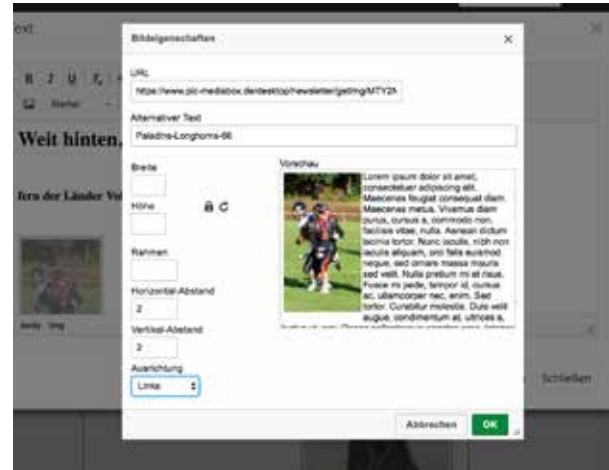 ext
Bildeigenschaften
B I U
URL
https://www.pic-mediabox.de/desktop/newsletter/getImg/MTY2N
Alternativer Text
Paladins-Longhorns-66
Weit hinten,
Breite
Vorschau
Höhe
fern der Länder Vo
Rahmen
Horizontal-Abstand
2
Vertikal-Abstand
2
Ausrichtung
Links
Lorem ipsum dolor sit amet,
consectetuer adipiscing elit.
Maecenas feugiat consequat diam.
Maecenas metus. Vivamus diam
purus, cursus a, commodo non,
facilisis vitae, nulla. Aenean dictum
lacinia tortor. Nunc iaculis, nibh non
iaculis aliquam, orci felis euismod
neque, sed ornare massa mauris
sed velit. Nulla pretium mi et risus.
Fusce mi pede, tempor id, cursus
ac, ullamcorper nec, enim. Sed
tortor. Curabitur molestie. Duis velit
augue, condimentum at, ultrices a,
Schließen
Abbrechen
OK